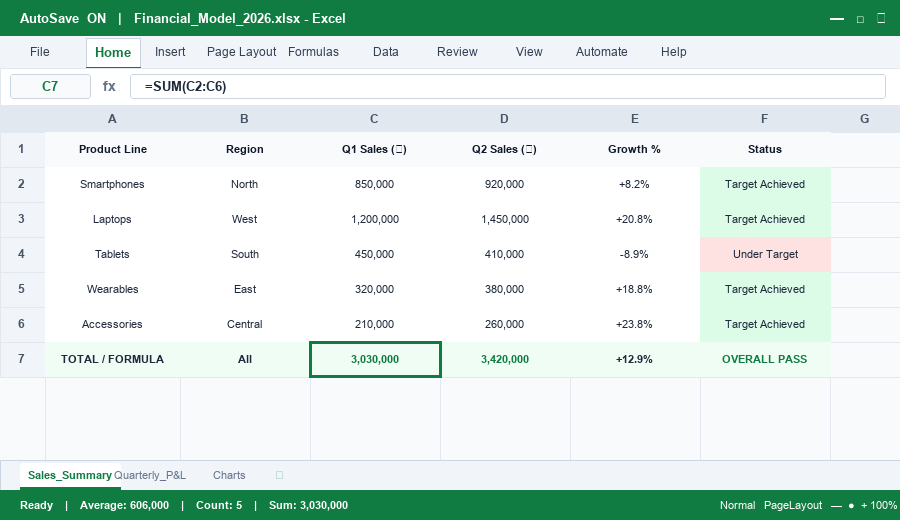 AutoSave ON | Financial_Model_2026.xlsx - Excel
File Home Insert Page Layout Formulas Data Review View Automate Help
C7 fx =SUM(C2:C6)
A B C D E F G
1 Product Line Region Q1 Sales (▯) Q2 Sales (▯) Growth % Status
2 Smartphones North 850,000 920,000 +8.2% Target Achieved
3 Laptops West 1,200,000 1,450,000 +20.8% Target Achieved
4 Tablets South 450,000 410,000 -8.9% Under Target
5 Wearables East 320,000 380,000 +18.8% Target Achieved
6 Accessories Central 210,000 260,000 +23.8% Target Achieved
7 TOTAL / FORMULA All 3,030,000 3,420,000 +12.9% OVERALL PASS
Sales_Summary Quarterly_P&L Charts
Ready | Average: 606,000 | Count: 5 | Sum: 3,030,000 Normal PageLayout — ● + 100%